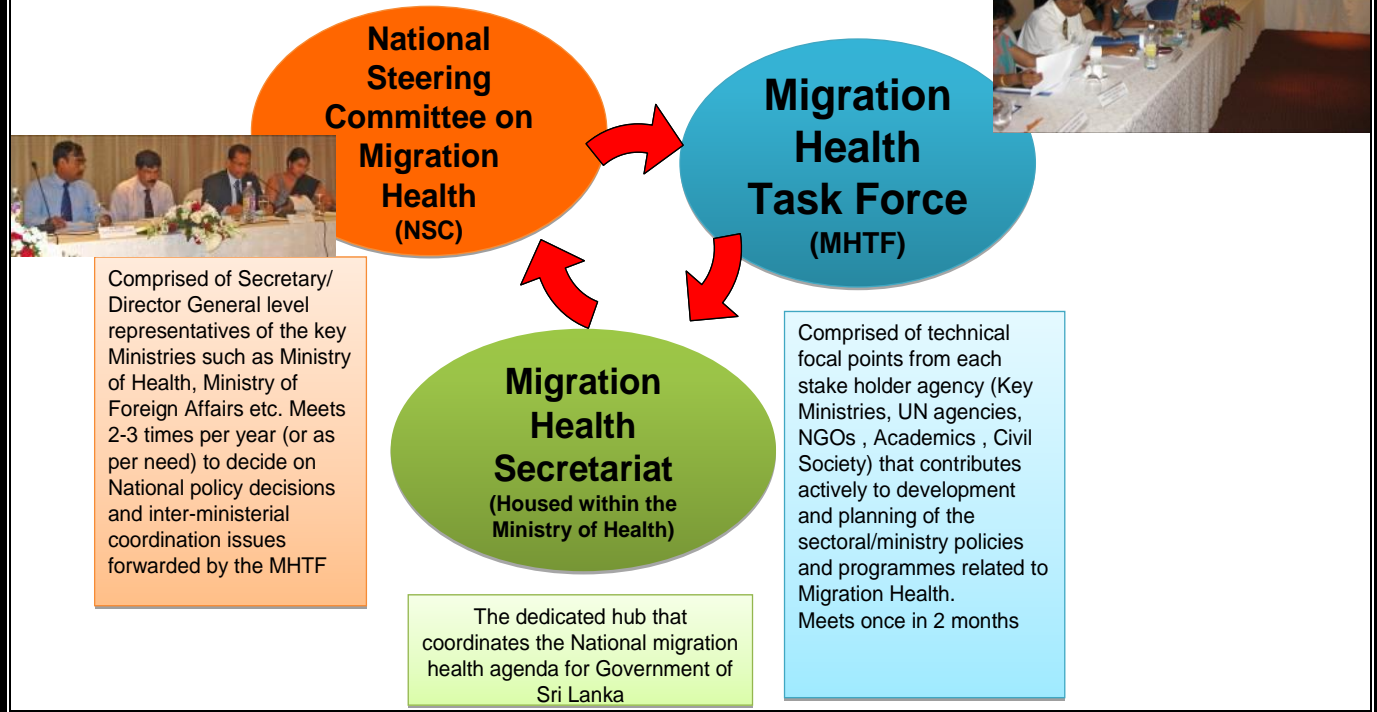 National
Steering
Committee on
Migration
Health
(NSC)
Migration
Health
Task Force
(MHTF)
Comprised of Secretary/
Director General level
representatives of the key
Ministries such as Ministry
of Health, Ministry of
Foreign Affairs etc. Meets
2-3 times per year (or as
per need) to decide on
National policy decisions
and inter-ministerial
coordination issues
forwarded by the MHTF
Migration
Health
Secretariat
(Housed within the
Ministry of Health)
The dedicated hub that
coordinates the National migration
health agenda for Government of
Sri Lanka
Comprised of technical
focal points from each
stake holder agency (Key
Ministries, UN agencies,
NGOs , Academics , Civil
Society) that contributes
actively to development
and planning of the
sectoral/ministry policies
and programmes related to
Migration Health.
Meets once in 2 months